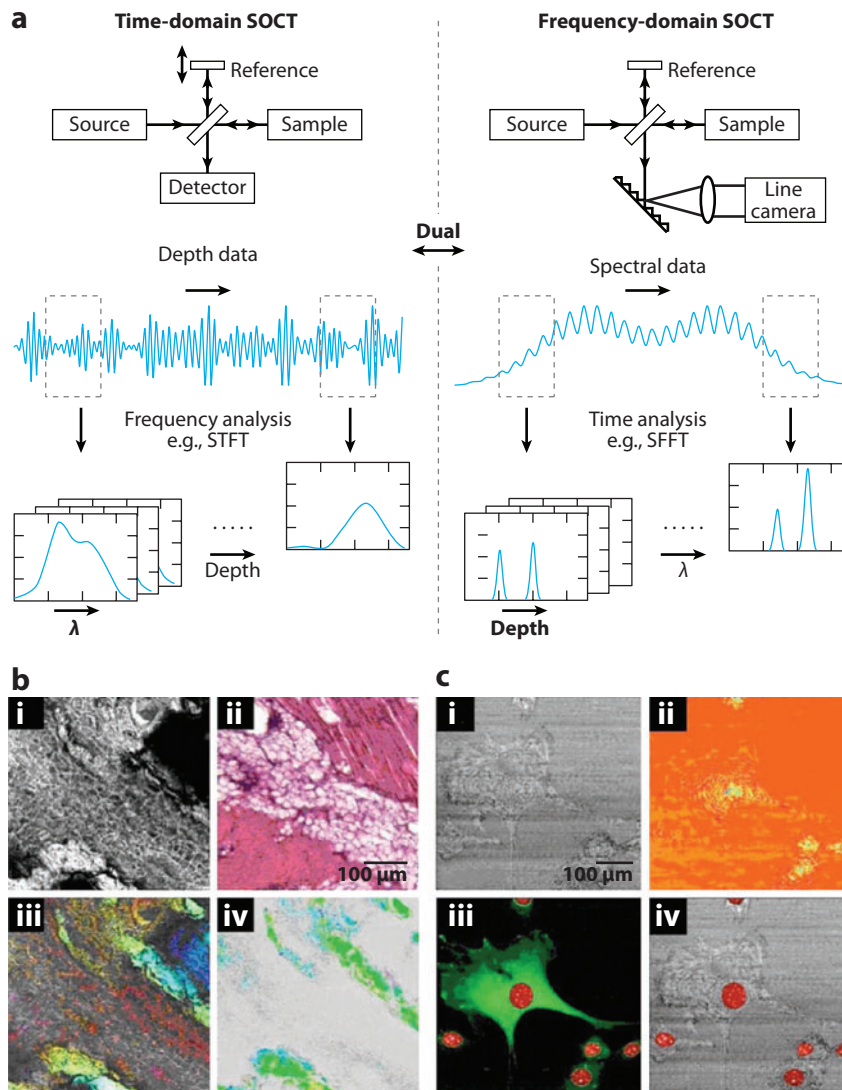 a
Time-domain SOCT
Frequency-domain SOCT
Reference
Reference
Source
Sample
Source
Sample
Detector
Line
camera
Dual
Depth data
Spectral data
Frequency analysis
e.g., STFT
Time analysis
e.g., SFFT
.....
.....
Depth
λ
λ
Depth
b
c
i
ii
i
ii
100 μm
100 μm
iii
iv
iii
iv